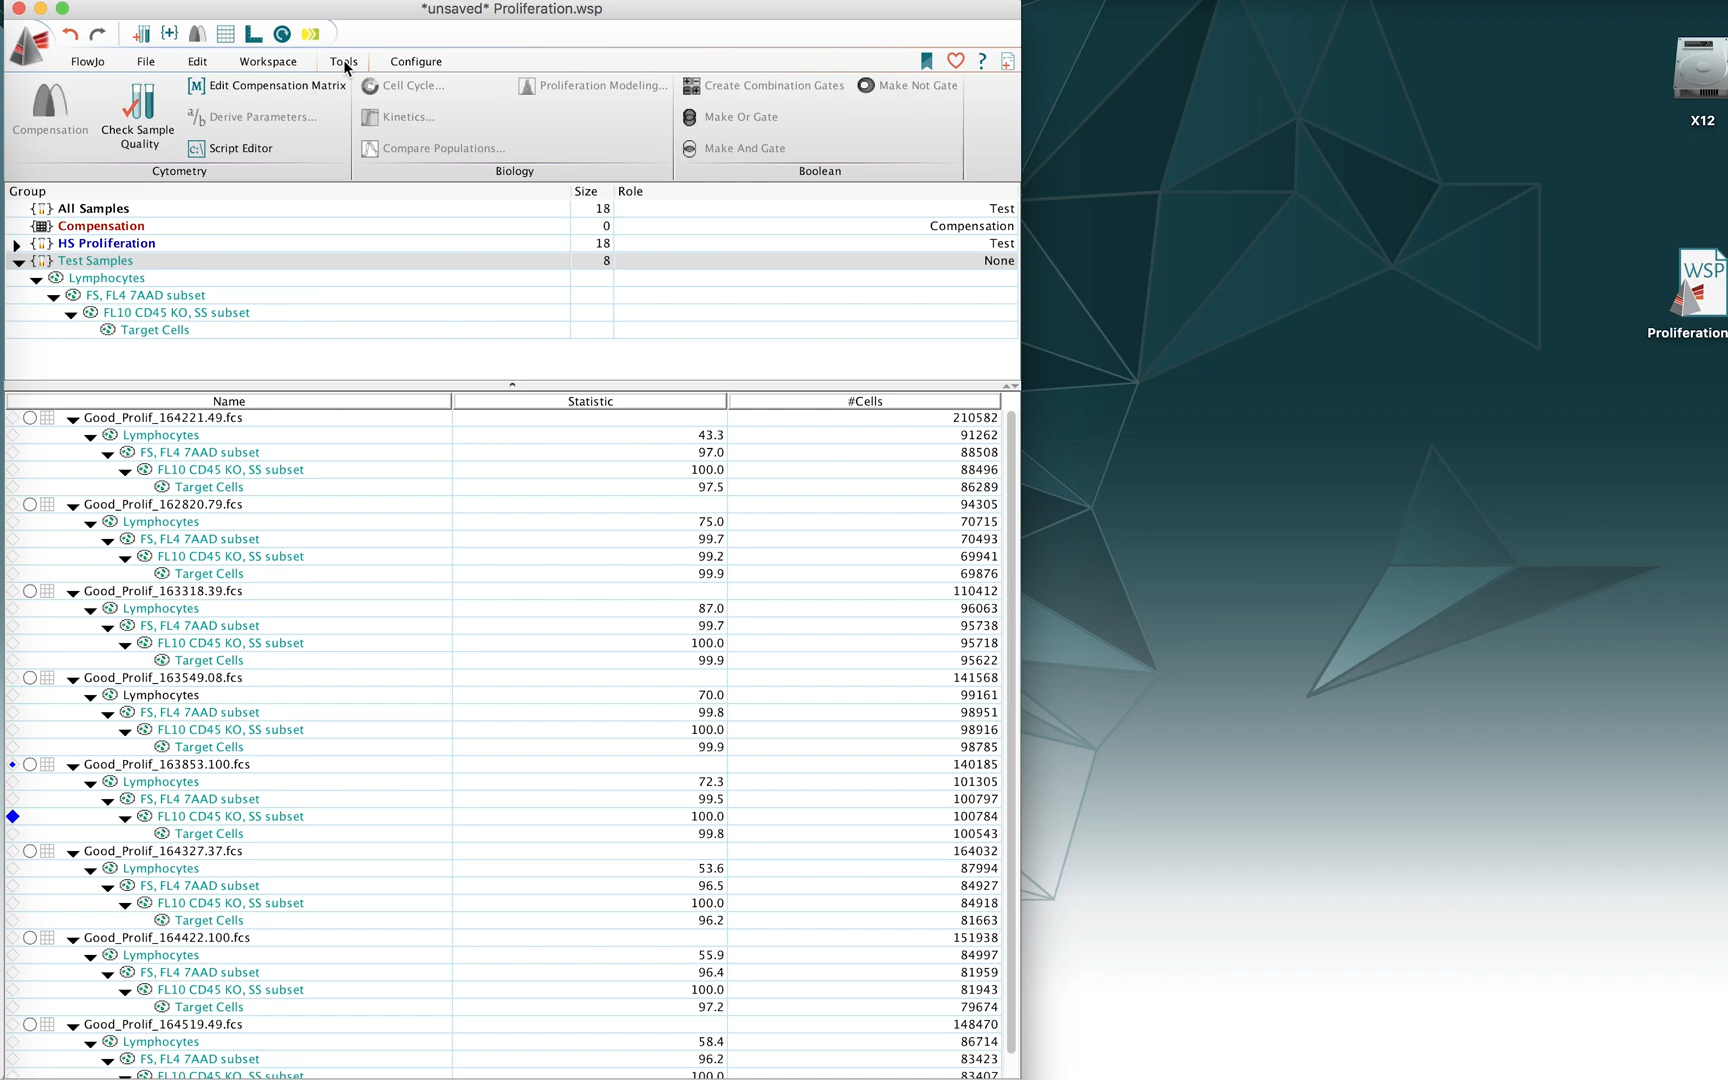 *unsaved* Proliferation.wsp
FlowJo File Edit Workspace Tools Configure
[M] Edit Compensation Matrix Cell Cycle... Proliferation Modeling... Create Combination Gates Make Not Gate
Compensation Check Sample Quality a/b Derive Parameters... Kinetics... Make Or Gate
c:\ Script Editor Compare Populations... Make And Gate
Cytometry Biology Boolean
Group Size Role
All Samples 18 Test
Compensation 0 Compensation
HS Proliferation 18 Test
Test Samples 8 None
Lymphocytes
FS, FL4 7AAD subset
FL10 CD45 KO, SS subset
Target Cells
Name Statistic #Cells
Good_Prolif_164221.49.fcs 210582
Lymphocytes 43.3 91262
FS, FL4 7AAD subset 97.0 88508
FL10 CD45 KO, SS subset 100.0 88496
Target Cells 97.5 86289
Good_Prolif_162820.79.fcs 94305
Lymphocytes 75.0 70715
FS, FL4 7AAD subset 99.7 70493
FL10 CD45 KO, SS subset 99.2 69941
Target Cells 99.9 69876
Good_Prolif_163318.39.fcs 110412
Lymphocytes 87.0 96063
FS, FL4 7AAD subset 99.7 95738
FL10 CD45 KO, SS subset 100.0 95718
Target Cells 99.9 95622
Good_Prolif_163549.08.fcs 141568
Lymphocytes 70.0 99161
FS, FL4 7AAD subset 99.8 98951
FL10 CD45 KO, SS subset 100.0 98916
Target Cells 99.9 98785
Good_Prolif_163853.100.fcs 140185
Lymphocytes 72.3 101305
FS, FL4 7AAD subset 99.5 100797
FL10 CD45 KO, SS subset 100.0 100784
Target Cells 99.8 100543
Good_Prolif_164327.37.fcs 164032
Lymphocytes 53.6 87994
FS, FL4 7AAD subset 96.5 84927
FL10 CD45 KO, SS subset 100.0 84918
Target Cells 96.2 81663
Good_Prolif_164422.100.fcs 151938
Lymphocytes 55.9 84997
FS, FL4 7AAD subset 96.4 81959
FL10 CD45 KO, SS subset 100.0 81943
Target Cells 97.2 79674
Good_Prolif_164519.49.fcs 148470
Lymphocytes 58.4 86714
FS, FL4 7AAD subset 96.2 83423
FL10 CD45 KO, SS subset 100.0 83407
X12
WSP
Proliferation